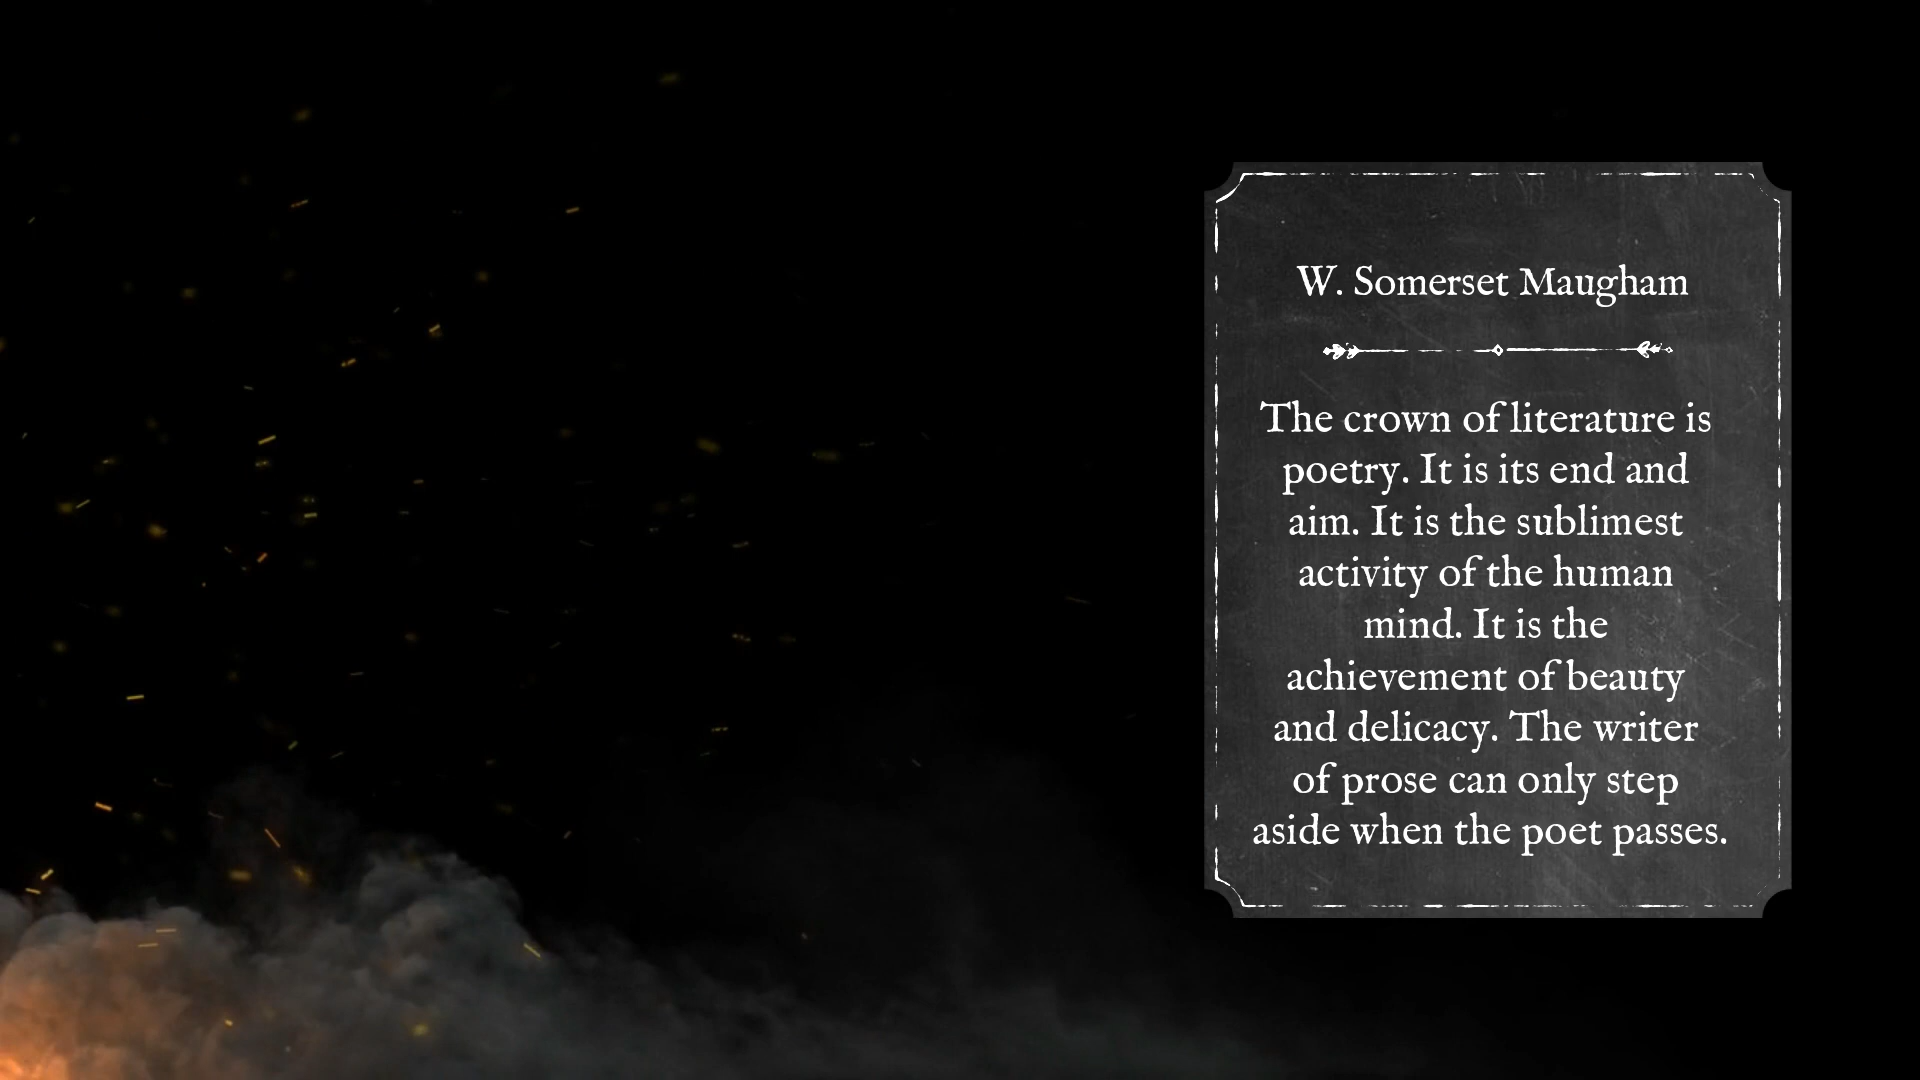 W. Somerset Maugham
The crown of literature is
poetry. It is its end and
aim. It is the sublimest
activity of the human
mind. It is the
achievement of beauty
and delicacy. The writer
of prose can only step
aside when the poet passes.